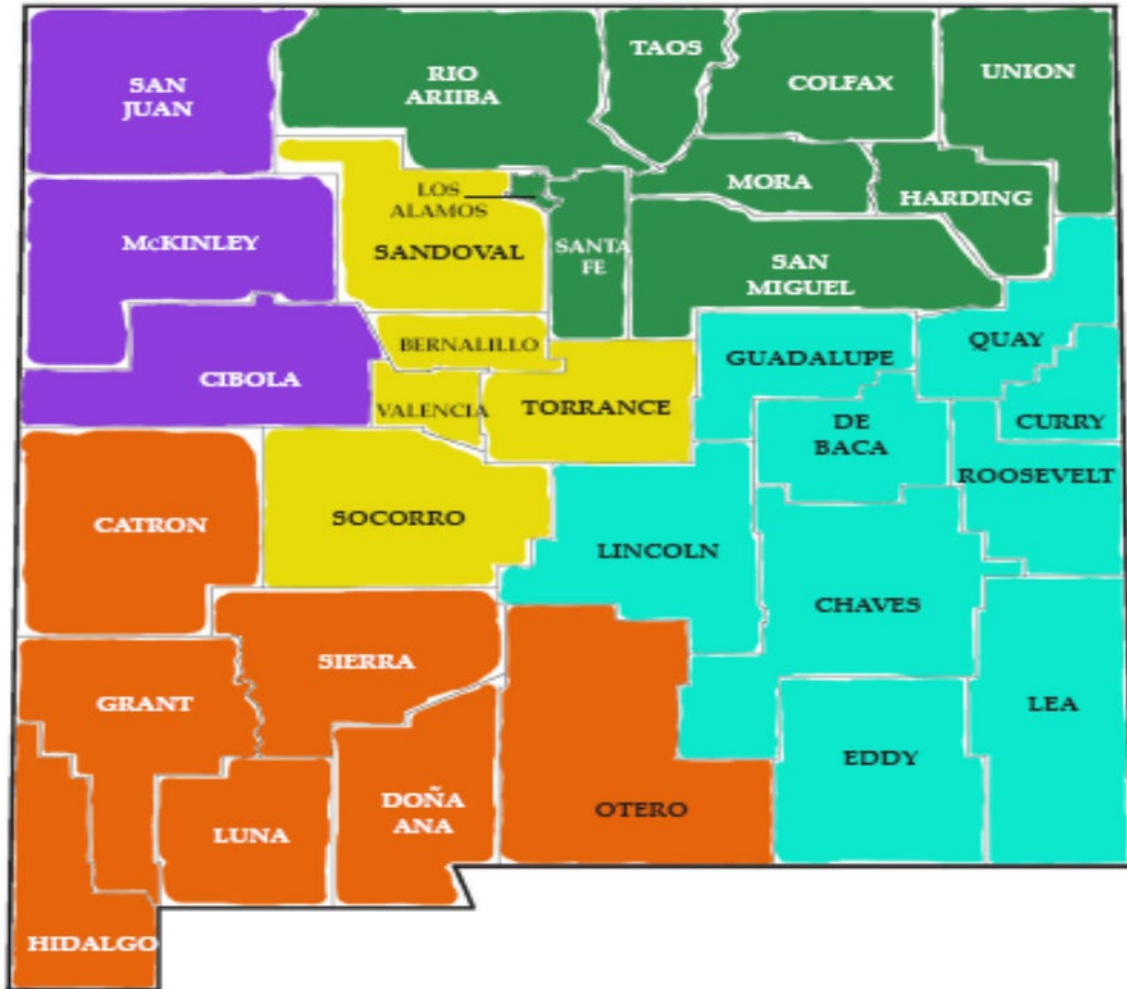 SAN
JUAN
RIO
ARIIBA
TAOS
COLFAX
UNION
McKINLEY
LOS
ALAMOS
SANDOVAL
SANTA
FE
MORA
HARDING
SAN
MIGUEL
CIBOLA
BERNALILLO
VALENCIA
TORRANCE
GUADALUPE
QUAY
CURRY
DE
BACA
ROOSEVELT
CATRON
SOCORRO
LINCOLN
CHAVES
SIERRA
GRANT
LEA
EDDY
LUNA
DOÑA
ANA
OTERO
HIDALGO